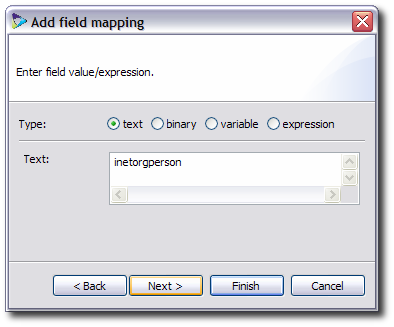 Add field mapping
Enter field value/expression.
Type: text binary variable expression
Text: inetorgperson
< Back Next > Finish Cancel